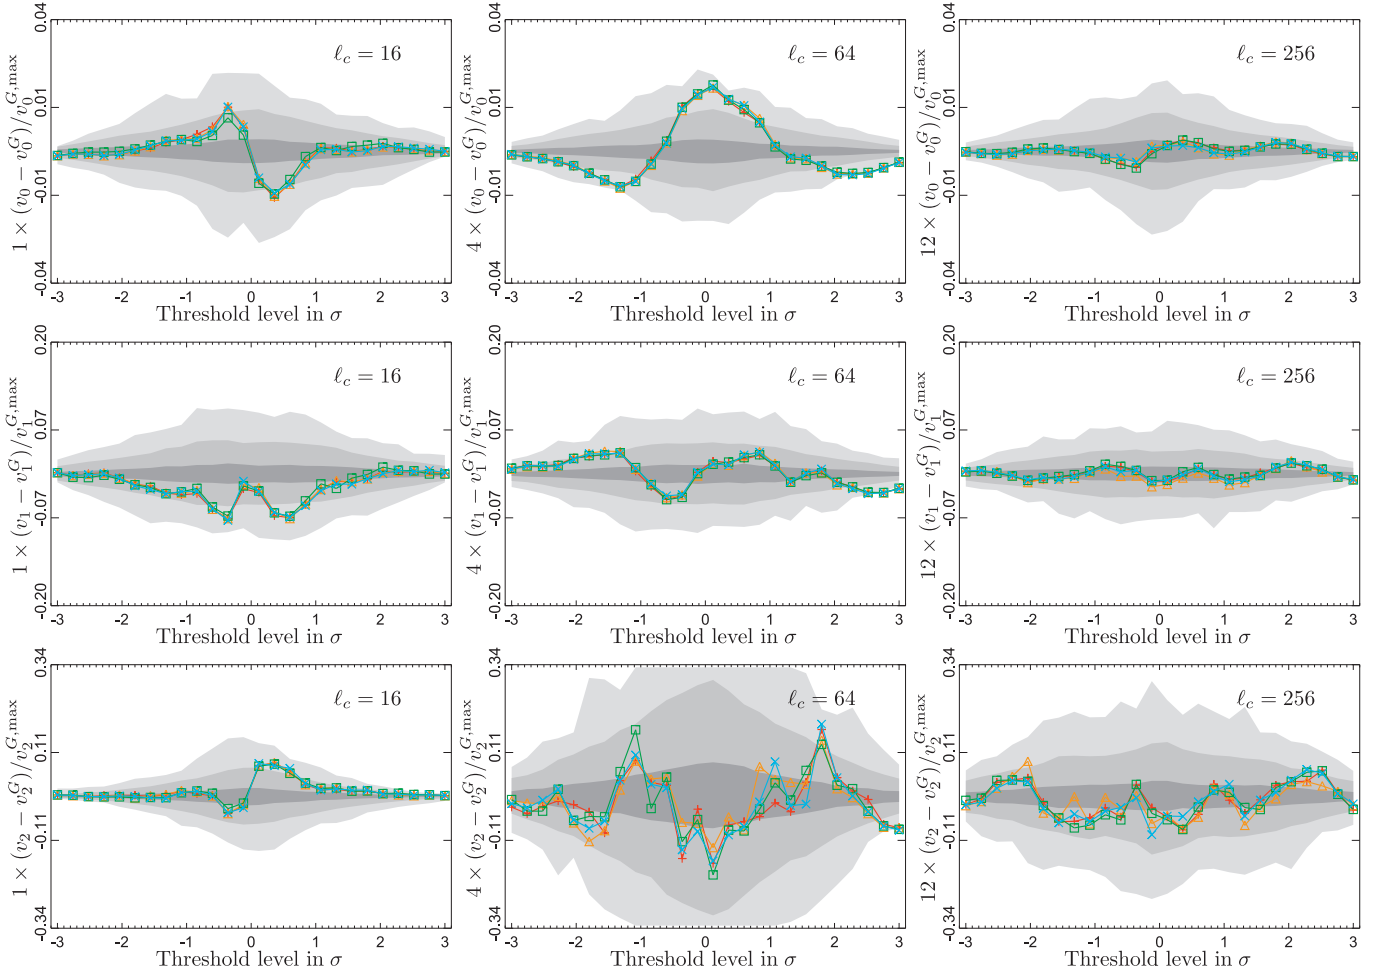 0.04 0.01 -0.01 -0.04
1 × (v₀ − v₀^G)/v₀^{G,max}
ℓ_c = 16
-3 -2 -1 0 1 2 3
Threshold level in σ
0.04 0.01 -0.01 -0.04
4 × (v₀ − v₀^G)/v₀^{G,max}
ℓ_c = 64
-3 -2 -1 0 1 2 3
Threshold level in σ
0.04 0.01 -0.01 -0.04
12 × (v₀ − v₀^G)/v₀^{G,max}
ℓ_c = 256
-3 -2 -1 0 1 2 3
Threshold level in σ
0.20 0.07 -0.07 -0.20
1 × (v₁ − v₁^G)/v₁^{G,max}
ℓ_c = 16
-3 -2 -1 0 1 2 3
Threshold level in σ
0.20 0.07 -0.07 -0.20
4 × (v₁ − v₁^G)/v₁^{G,max}
ℓ_c = 64
-3 -2 -1 0 1 2 3
Threshold level in σ
0.20 0.07 -0.07 -0.20
12 × (v₁ − v₁^G)/v₁^{G,max}
ℓ_c = 256
-3 -2 -1 0 1 2 3
Threshold level in σ
0.34 0.11 -0.11 -0.34
1 × (v₂ − v₂^G)/v₂^{G,max}
ℓ_c = 16
-3 -2 -1 0 1 2 3
Threshold level in σ
0.34 0.11 -0.11 -0.34
4 × (v₂ − v₂^G)/v₂^{G,max}
ℓ_c = 64
-3 -2 -1 0 1 2 3
Threshold level in σ
0.34 0.11 -0.11 -0.34
12 × (v₂ − v₂^G)/v₂^{G,max}
ℓ_c = 256
-3 -2 -1 0 1 2 3
Threshold level in σ